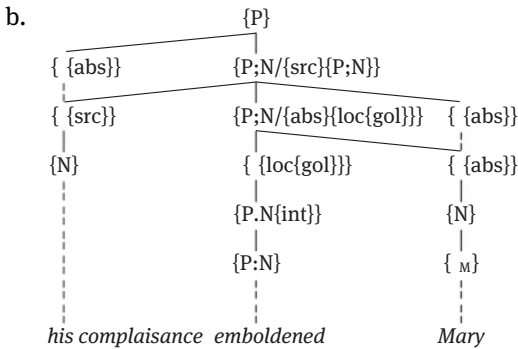 b.
{P}
{ {abs}} {P;N/{src}{P;N}}
{ {src}} {P;N/{abs}{loc{gol}}} { {abs}}
{N} { {loc{gol}}} { {abs}}
{P.N{int}} {N}
{P:N} { M}
his complaisance emboldened Mary